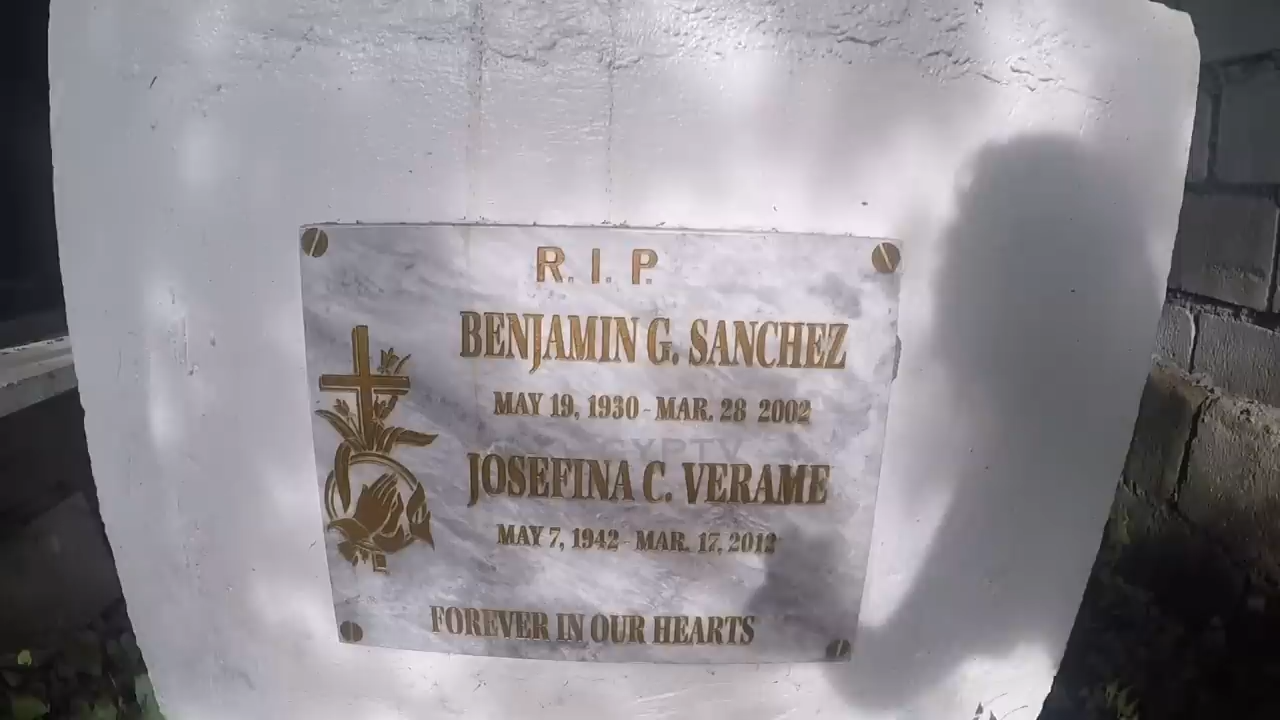 R. I. P.
BENJAMIN G. SANCHEZ
MAY 19, 1930 - MAR. 28 2002
JOSEFINA C. VERAME
MAY 7, 1942 - MAR. 17, 2012
FOREVER IN OUR HEARTS